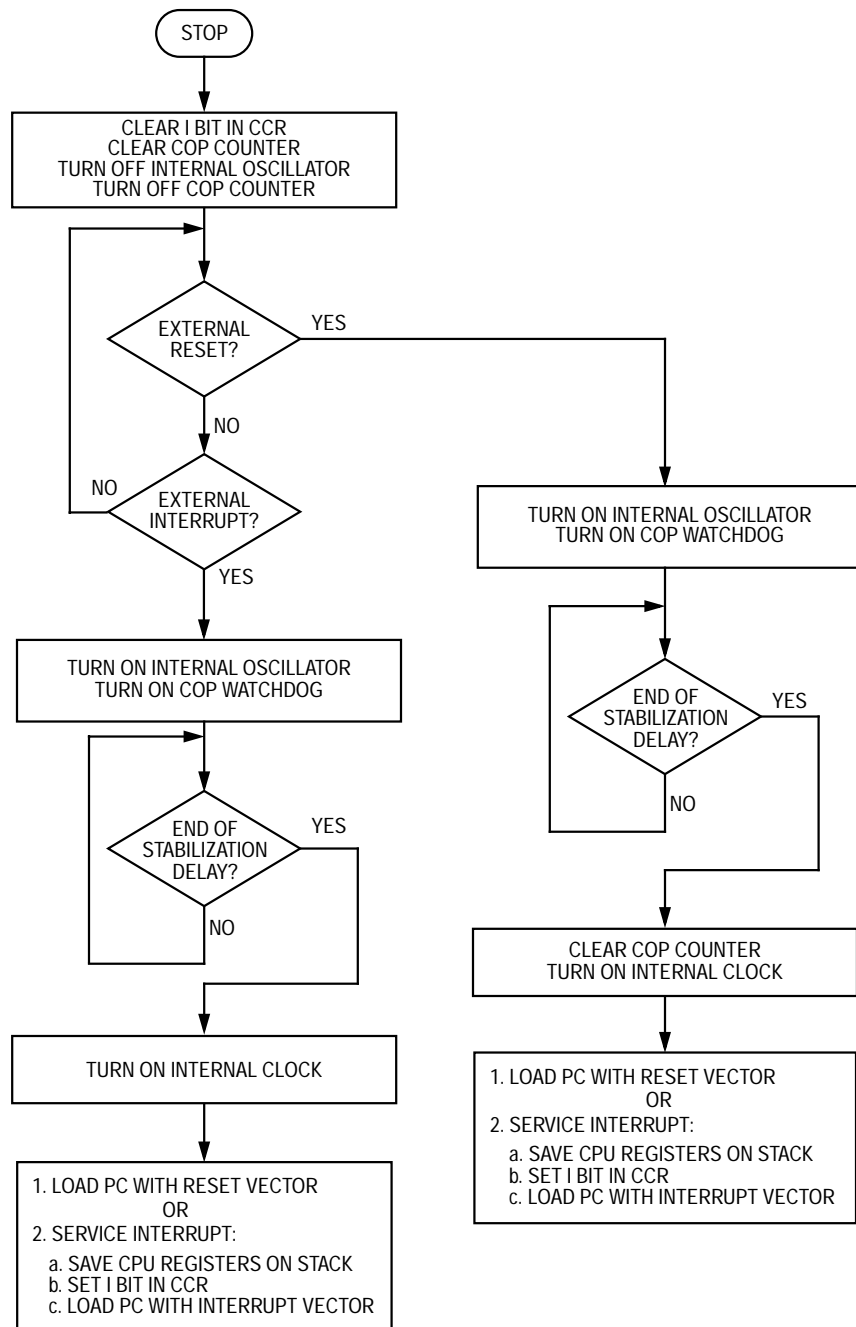 STOP
CLEAR I BIT IN CCR
CLEAR COP COUNTER
TURN OFF INTERNAL OSCILLATOR
TURN OFF COP COUNTER
EXTERNAL
RESET?
YES
NO
EXTERNAL
INTERRUPT?
NO
YES
TURN ON INTERNAL OSCILLATOR
TURN ON COP WATCHDOG
END OF
STABILIZATION
DELAY?
YES
NO
TURN ON INTERNAL CLOCK
1. LOAD PC WITH RESET VECTOR
OR
2. SERVICE INTERRUPT:
a. SAVE CPU REGISTERS ON STACK
b. SET I BIT IN CCR
c. LOAD PC WITH INTERRUPT VECTOR
TURN ON INTERNAL OSCILLATOR
TURN ON COP WATCHDOG
END OF
STABILIZATION
DELAY?
YES
NO
CLEAR COP COUNTER
TURN ON INTERNAL CLOCK
1. LOAD PC WITH RESET VECTOR
OR
2. SERVICE INTERRUPT:
a. SAVE CPU REGISTERS ON STACK
b. SET I BIT IN CCR
c. LOAD PC WITH INTERRUPT VECTOR